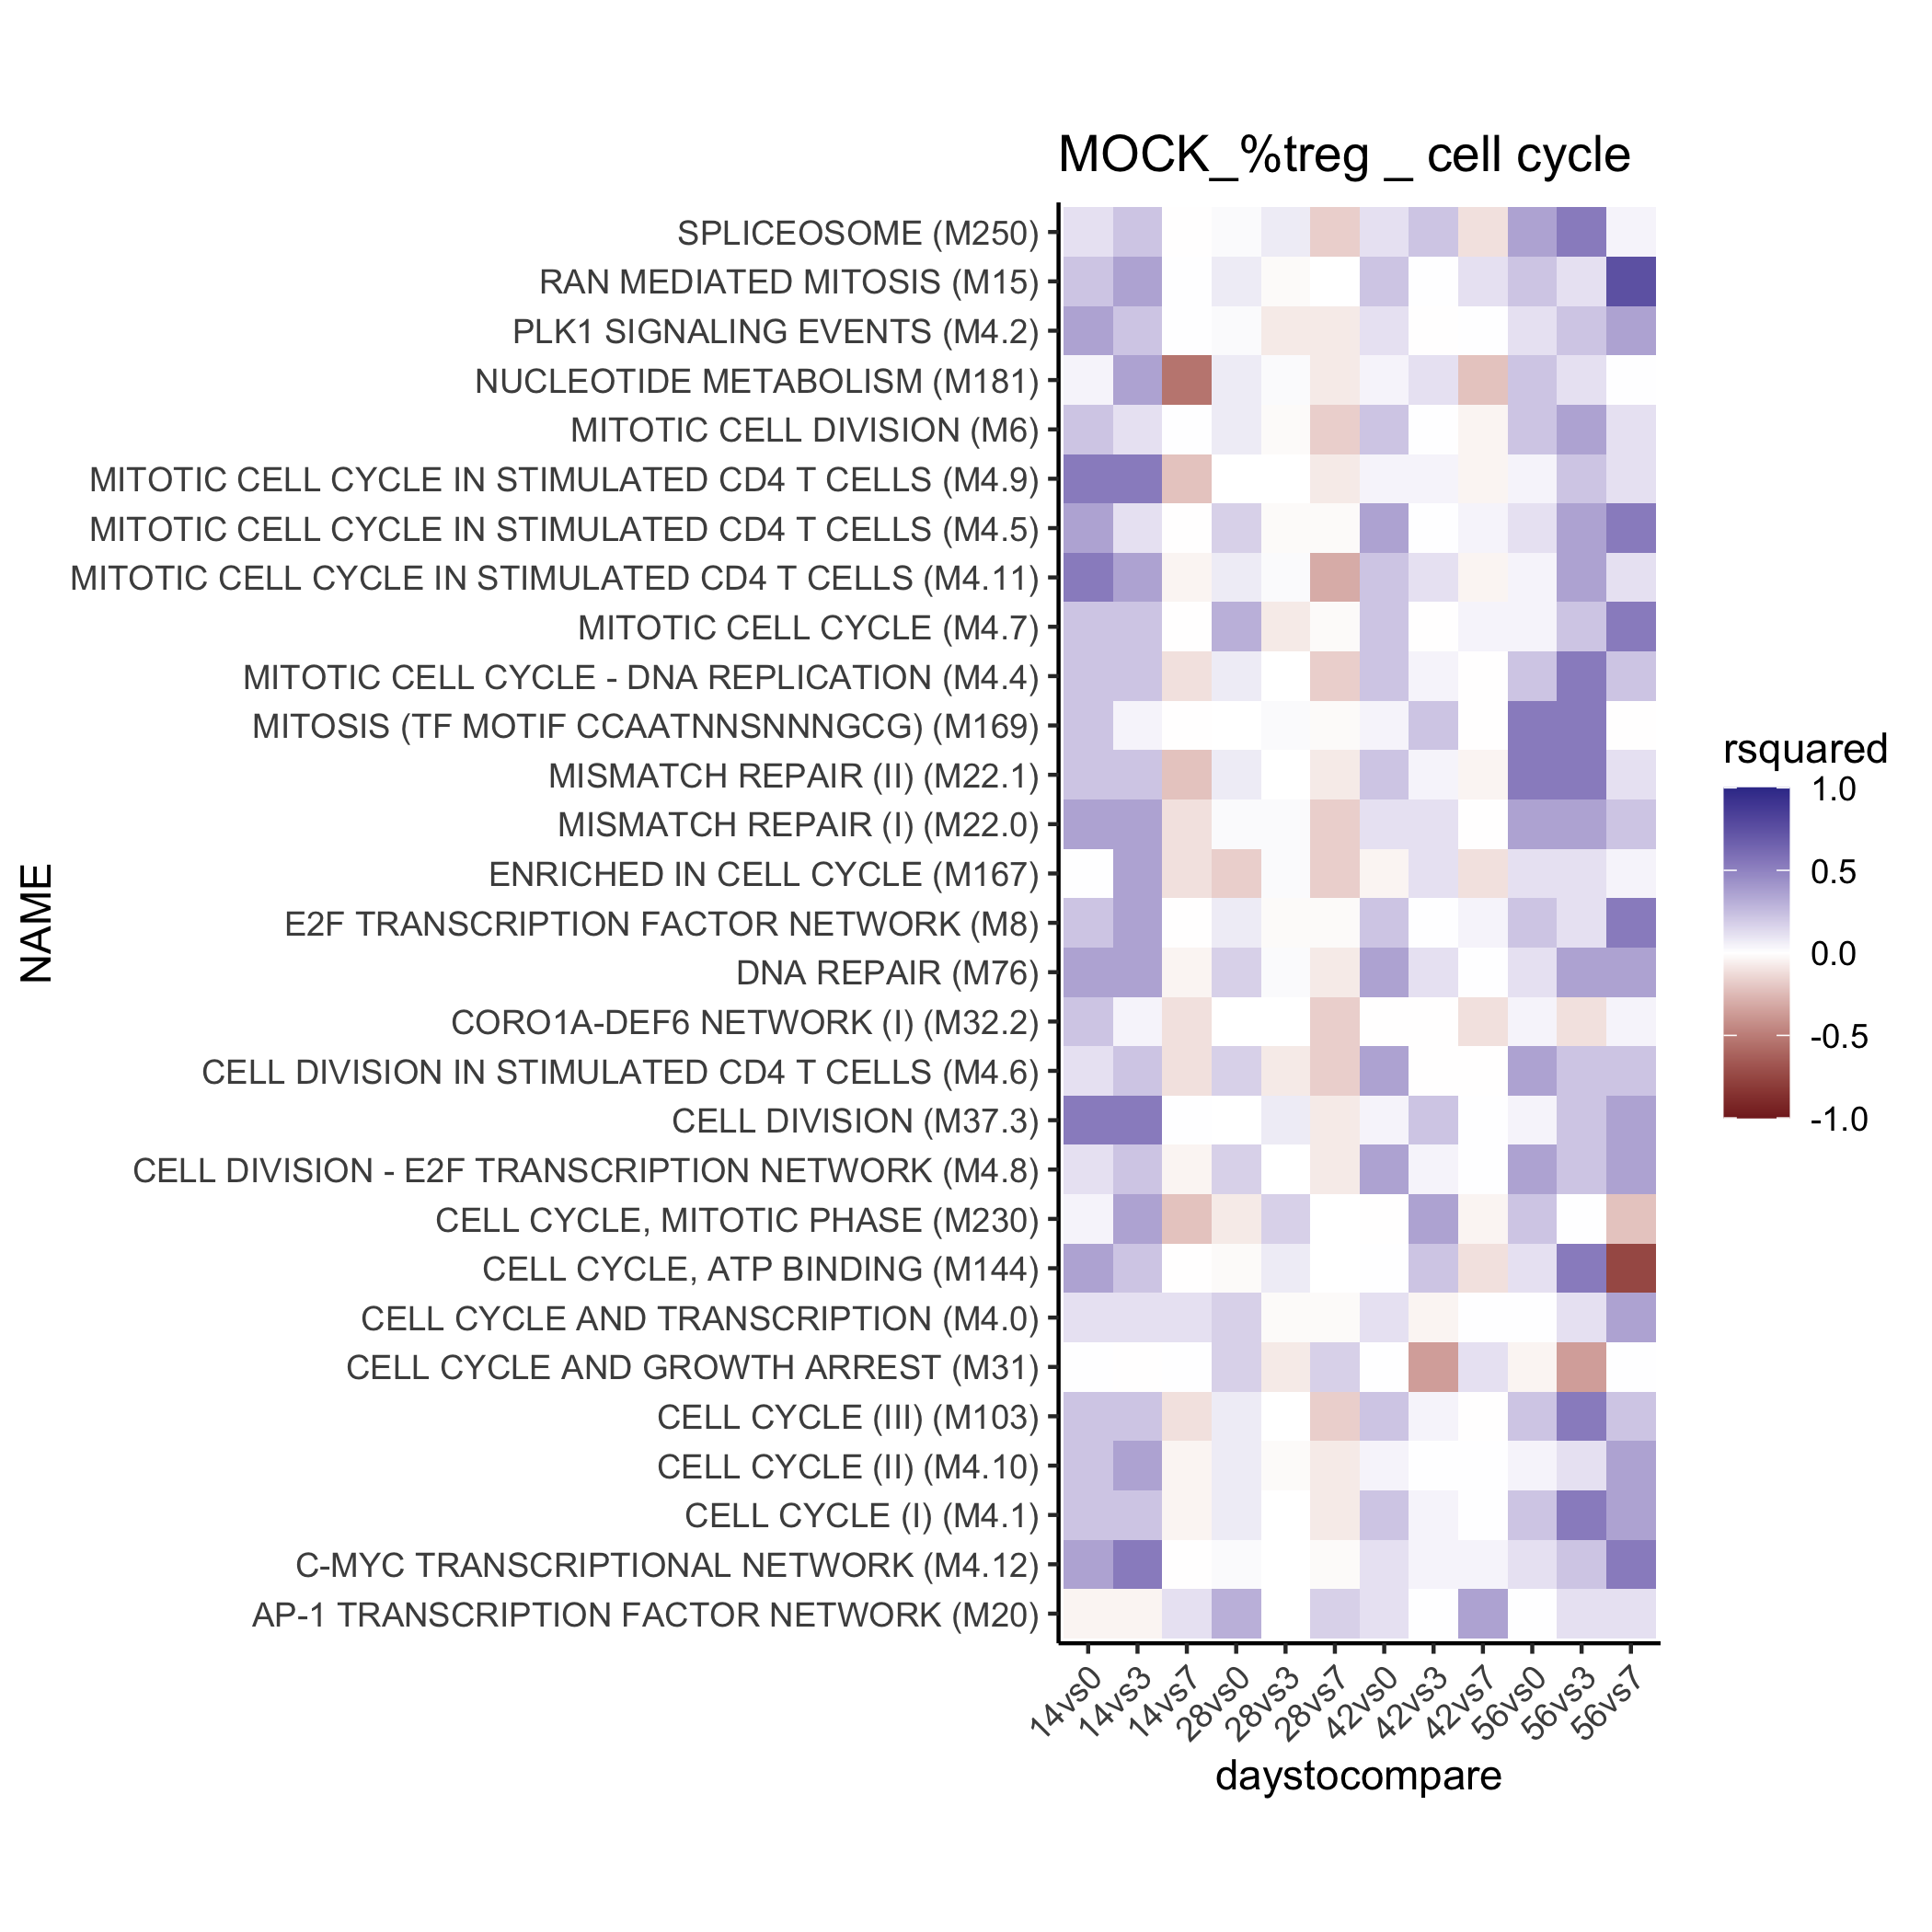 MOCK_%treg _ cell cycle
SPLICEOSOME (M250)
RAN MEDIATED MITOSIS (M15)
PLK1 SIGNALING EVENTS (M4.2)
NUCLEOTIDE METABOLISM (M181)
MITOTIC CELL DIVISION (M6)
MITOTIC CELL CYCLE IN STIMULATED CD4 T CELLS (M4.9)
MITOTIC CELL CYCLE IN STIMULATED CD4 T CELLS (M4.5)
MITOTIC CELL CYCLE IN STIMULATED CD4 T CELLS (M4.11)
MITOTIC CELL CYCLE (M4.7)
MITOTIC CELL CYCLE - DNA REPLICATION (M4.4)
MITOSIS (TF MOTIF CCAATNNSNNNGCG) (M169)
MISMATCH REPAIR (II) (M22.1)
MISMATCH REPAIR (I) (M22.0)
ENRICHED IN CELL CYCLE (M167)
E2F TRANSCRIPTION FACTOR NETWORK (M8)
DNA REPAIR (M76)
CORO1A-DEF6 NETWORK (I) (M32.2)
CELL DIVISION IN STIMULATED CD4 T CELLS (M4.6)
CELL DIVISION (M37.3)
CELL DIVISION - E2F TRANSCRIPTION NETWORK (M4.8)
CELL CYCLE, MITOTIC PHASE (M230)
CELL CYCLE, ATP BINDING (M144)
CELL CYCLE AND TRANSCRIPTION (M4.0)
CELL CYCLE AND GROWTH ARREST (M31)
CELL CYCLE (III) (M103)
CELL CYCLE (II) (M4.10)
CELL CYCLE (I) (M4.1)
C-MYC TRANSCRIPTIONAL NETWORK (M4.12)
AP-1 TRANSCRIPTION FACTOR NETWORK (M20)
NAME
14vs0
14vs3
14vs7
28vs0
28vs3
28vs7
42vs0
42vs3
42vs7
56vs0
56vs3
56vs7
daystocompare
rsquared
1.0
0.5
0.0
-0.5
-1.0